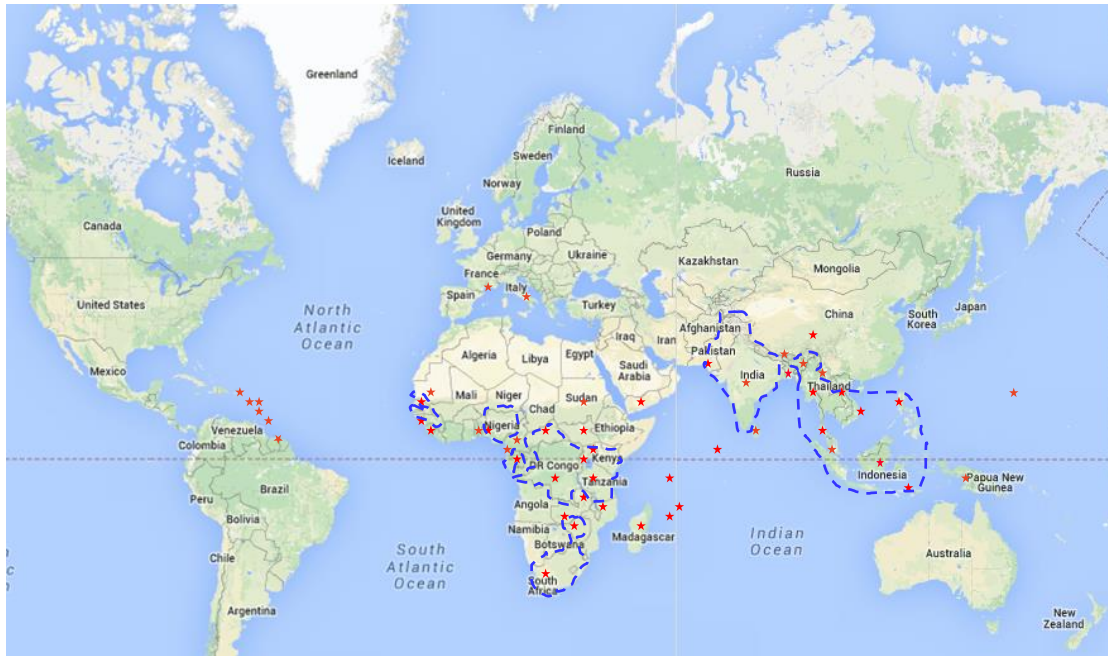 Greenland
Iceland
Finland
Sweden
Norway
Russia
Canada
United
Kingdom
Poland
Germany
Ukraine
Kazakhstan
Mongolia
France
Italy
Spain
Turkey
United States
North
Atlantic
Ocean
Japan
South
Korea
China
Afghanistan
Iraq
Iran
Pakistan
Algeria
Libya
Egypt
Saudi
Arabia
Mexico
India
Mali
Niger
Chad
Sudan
Thailand
Nigeria
Ethiopia
Venezuela
Colombia
DR Congo
Kenya
Tanzania
Indonesia
Papua New
Guinea
Brazil
Peru
Bolivia
Angola
Namibia
Botswana
Madagascar
Indian
Ocean
South
Atlantic
Ocean
Chile
Australia
South
Africa
Argentina
New
Zealand